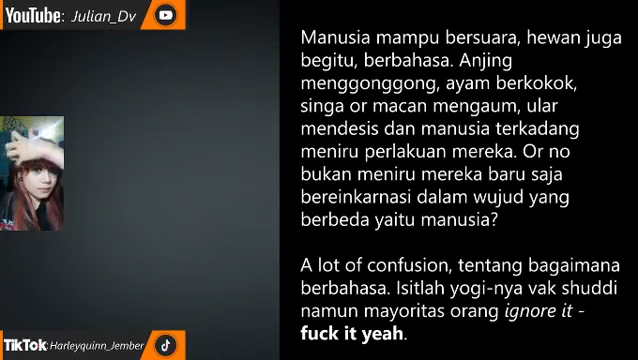 YouTube: Julian_Dv
Manusia mampu bersuara, hewan juga
begitu, berbahasa. Anjing
menggonggong, ayam berkokok,
singa or macan mengaum, ular
mendesis dan manusia terkadang
meniru perlakuan mereka. Or no
bukan meniru mereka baru saja
bereinkarnasi dalam wujud yang
berbeda yaitu manusia?
A lot of confusion, tentang bagaimana
berbahasa. Isitlah yogi-nya vak shuddi
namun mayoritas orang ignore it -
fuck it yeah.
TikTok: Harleyquinn_Jember